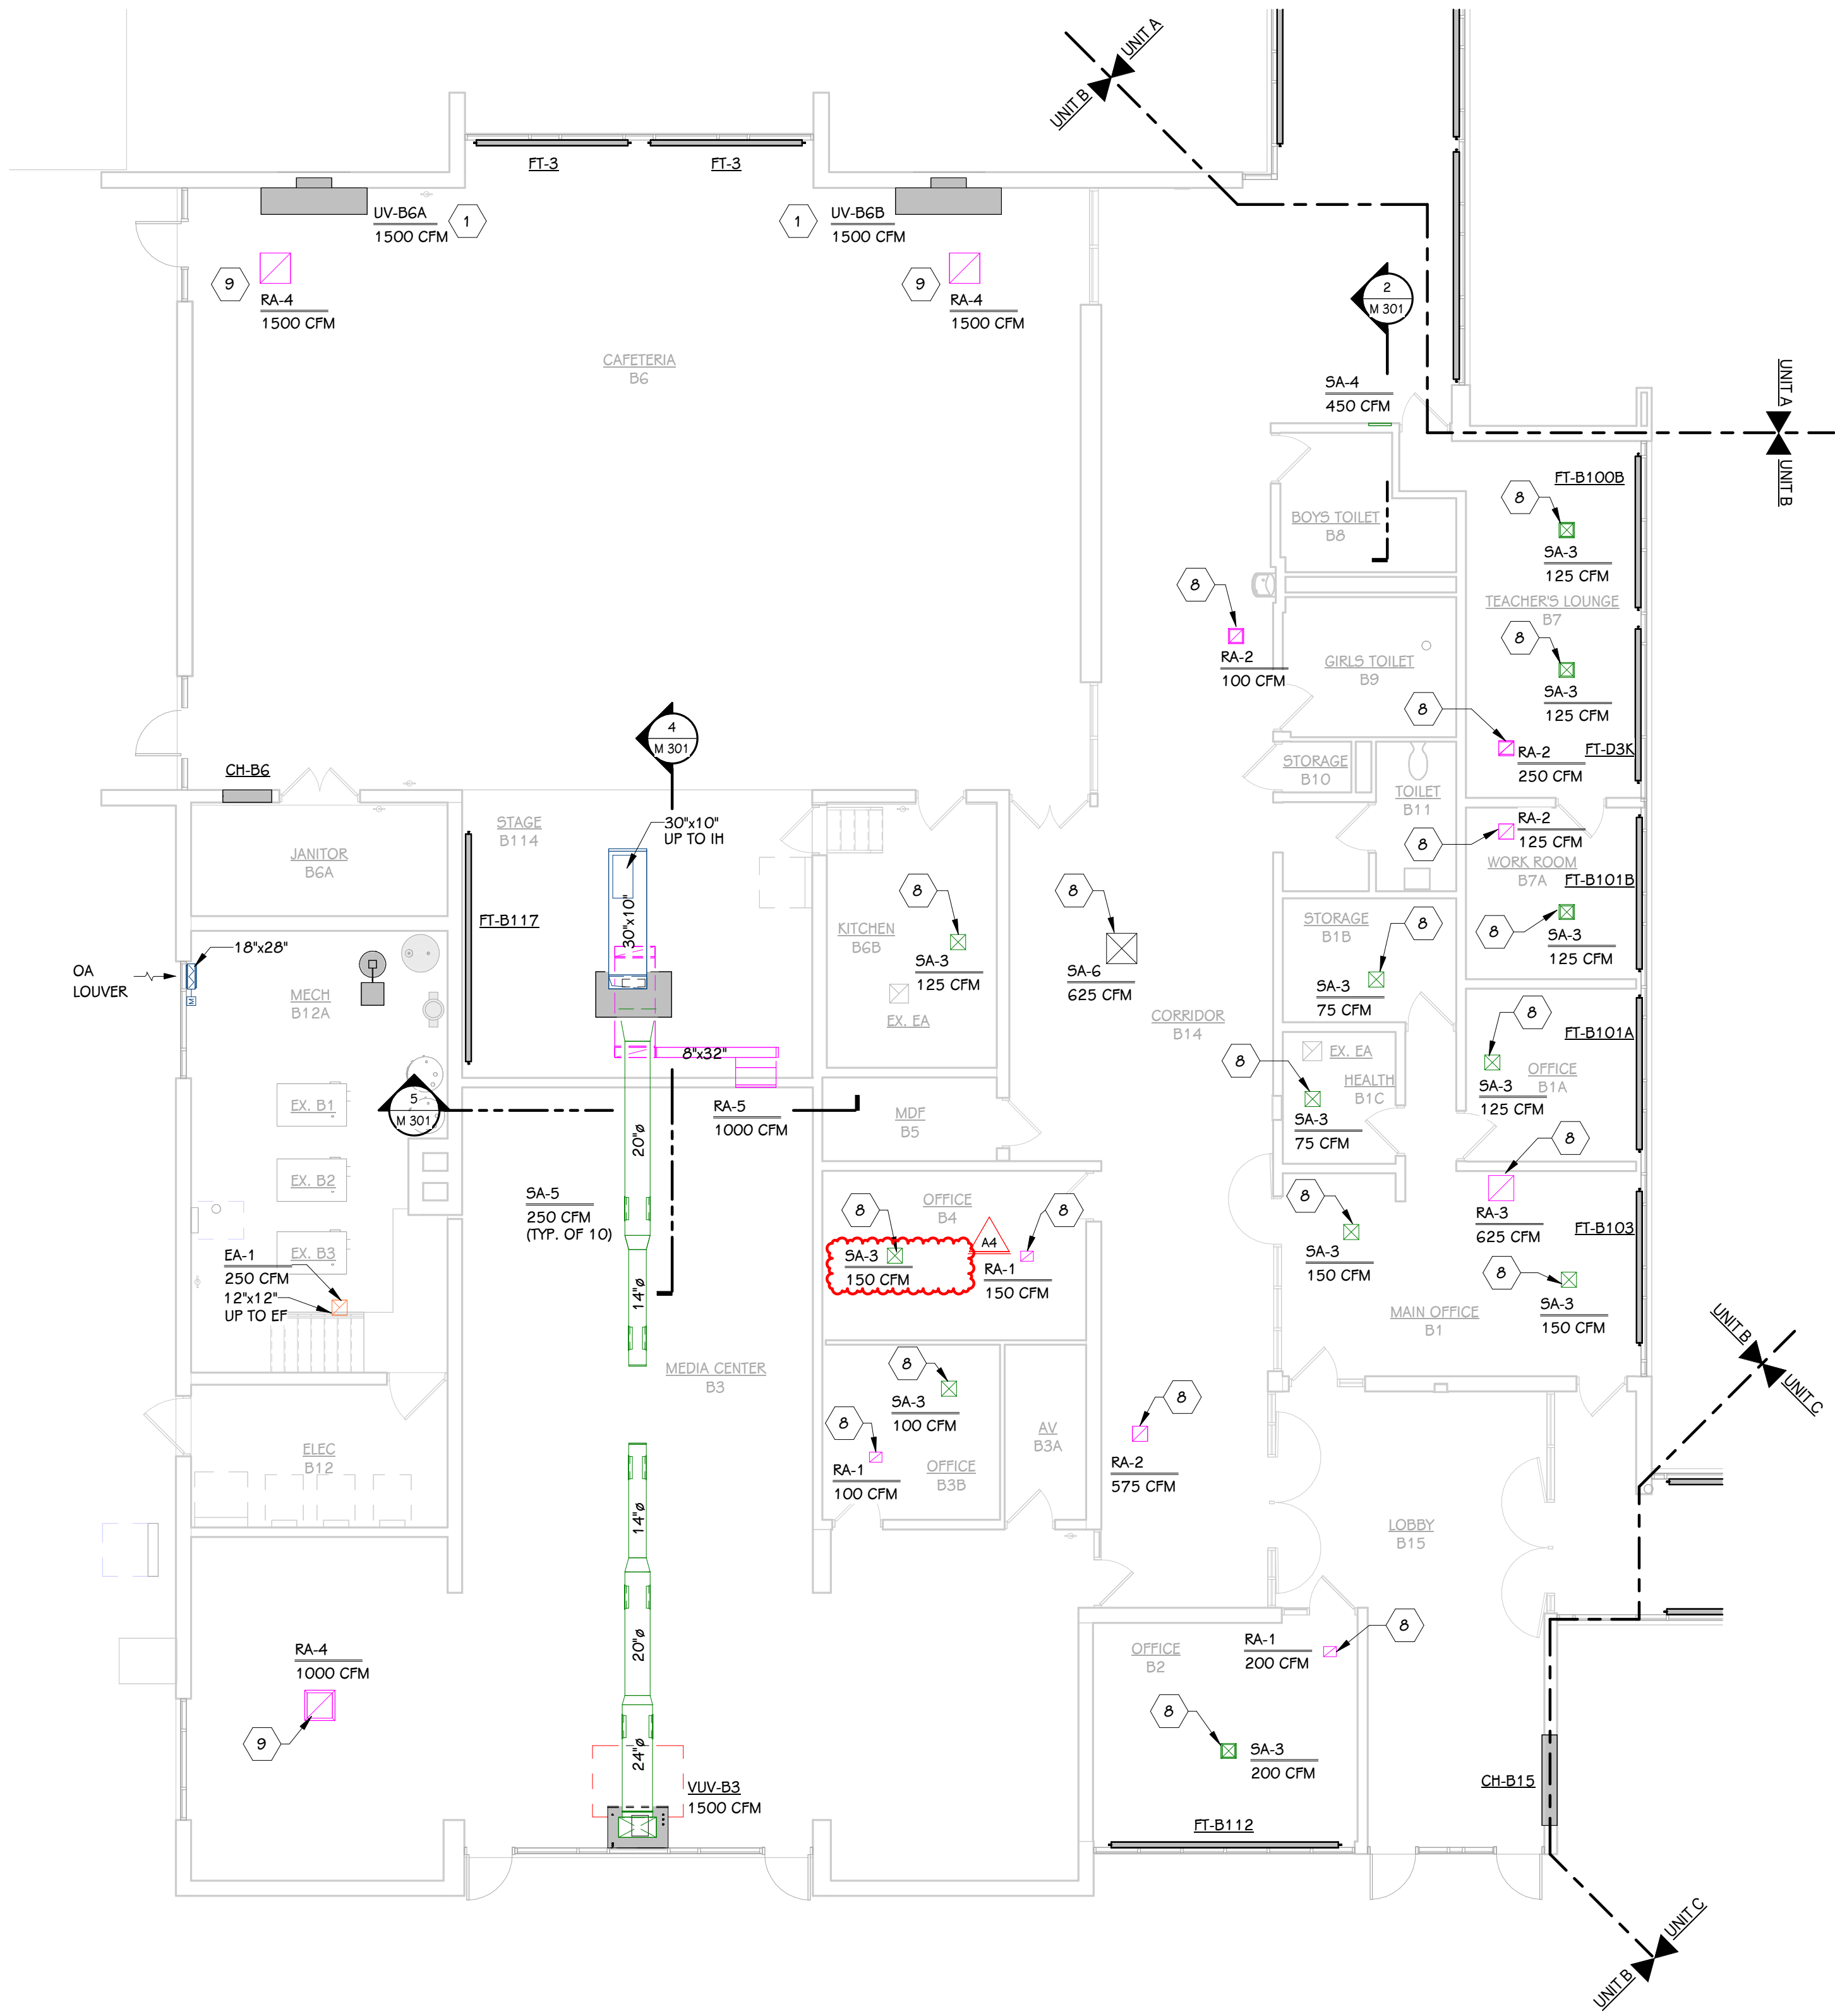 UNIT A
UNIT B
FT-3
FT-3
UV-B6A
1500 CFM
1
1
UV-B6B
1500 CFM
9
RA-4
1500 CFM
9
RA-4
1500 CFM
2
M 301
CAFETERIA
B6
SA-4
450 CFM
UNIT A
UNIT B
FT-B100B
8
SA-3
125 CFM
BOYS TOILET
B8
8
RA-2
100 CFM
TEACHER'S LOUNGE
B7
8
SA-3
125 CFM
GIRLS TOILET
B9
8
RA-2
250 CFM
FT-D3K
4
M 301
CH-B6
STORAGE
B10
TOILET
B11
STAGE
B114
30"x10"
UP TO IH
8
RA-2
125 CFM
WORK ROOM
B7A
FT-B101B
JANITOR
B6A
FT-B117
30"x10"
KITCHEN
B6B
8
SA-3
125 CFM
EX. EA
8
SA-6
625 CFM
STORAGE
B1B
8
SA-3
75 CFM
8
SA-3
125 CFM
18"x28"
OA
LOUVER
M
MECH
B12A
CORRIDOR
B14
8
FT-B101A
OFFICE
B1A
SA-3
125 CFM
8"x32"
8
EX. EA
HEALTH
B1C
SA-3
75 CFM
EX. B1
5
M 301
RA-5
1000 CFM
MDF
B5
20"ø
8
RA-3
625 CFM
FT-B103
EX. B2
SA-5
250 CFM
(TYP. OF 10)
OFFICE
B4
8
8
A4
SA-3
150 CFM
RA-1
150 CFM
8
SA-3
150 CFM
8
SA-3
150 CFM
EX. B3
EA-1
250 CFM
12"x12"
UP TO EF
14"ø
MAIN OFFICE
B1
UNIT B
UNIT C
MEDIA CENTER
B3
8
SA-3
100 CFM
8
RA-1
100 CFM
OFFICE
B3B
AV
B3A
8
RA-2
575 CFM
ELEC
B12
14"ø
LOBBY
B15
RA-4
1000 CFM
9
20"ø
OFFICE
B2
RA-1
200 CFM
8
8
SA-3
200 CFM
24"ø
VUV-B3
1500 CFM
CH-B15
FT-B112
UNIT C
UNIT B